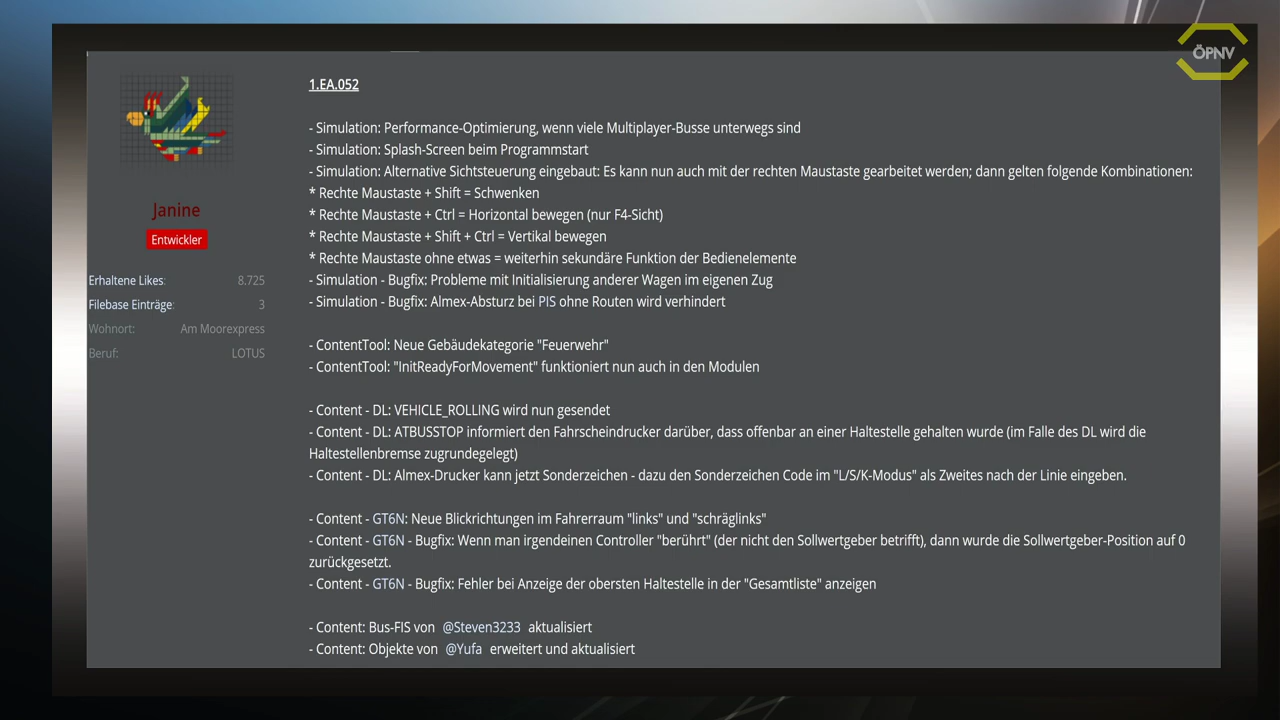 ÖPNV
1.EA.052
- Simulation: Performance-Optimierung, wenn viele Multiplayer-Busse unterwegs sind
- Simulation: Splash-Screen beim Programmstart
- Simulation: Alternative Sichtsteuerung eingebaut: Es kann nun auch mit der rechten Maustaste gearbeitet werden; dann gelten folgende Kombinationen:
* Rechte Maustaste + Shift = Schwenken
* Rechte Maustaste + Ctrl = Horizontal bewegen (nur F4-Sicht)
* Rechte Maustaste + Shift + Ctrl = Vertikal bewegen
* Rechte Maustaste ohne etwas = weiterhin sekundäre Funktion der Bedienelemente
- Simulation - Bugfix: Probleme mit Initialisierung anderer Wagen im eigenen Zug
- Simulation - Bugfix: Almex-Absturz bei PIS ohne Routen wird verhindert
- ContentTool: Neue Gebäudekategorie "Feuerwehr"
- ContentTool: "InitReadyForMovement" funktioniert nun auch in den Modulen
- Content - DL: VEHICLE_ROLLING wird nun gesendet
- Content - DL: ATBUSSTOP informiert den Fahrscheindrucker darüber, dass offenbar an einer Haltestelle gehalten wurde (im Falle des DL wird die
Haltestellenbremse zugrundegelegt)
- Content - DL: Almex-Drucker kann jetzt Sonderzeichen - dazu den Sonderzeichen Code im "L/S/K-Modus" als Zweites nach der Linie eingeben.
- Content - GT6N: Neue Blickrichtungen im Fahrerraum "links" und "schräglinks"
- Content - GT6N - Bugfix: Wenn man irgendeinen Controller "berührt" (der nicht den Sollwertgeber betrifft), dann wurde die Sollwertgeber-Position auf 0
zurückgesetzt.
- Content - GT6N - Bugfix: Fehler bei Anzeige der obersten Haltestelle in der "Gesamtliste" anzeigen
- Content: Bus-FIS von @Steven3233 aktualisiert
- Content: Objekte von @Yufa erweitert und aktualisiert
Janine
Entwickler
Erhaltene Likes: 8.725
Filebase Einträge: 3
Wohnort: Am Moorexpress
Beruf: LOTUS